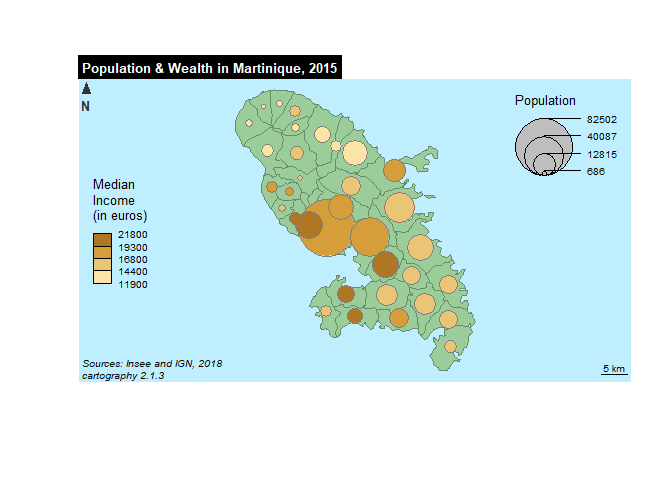 Population & Wealth in Martinique, 2015
N
Population
82502
40087
12815
686
Median
Income
(in euros)
21800
19300
16800
14400
11900
Sources: Insee and IGN, 2018
cartography 2.1.3
5 km